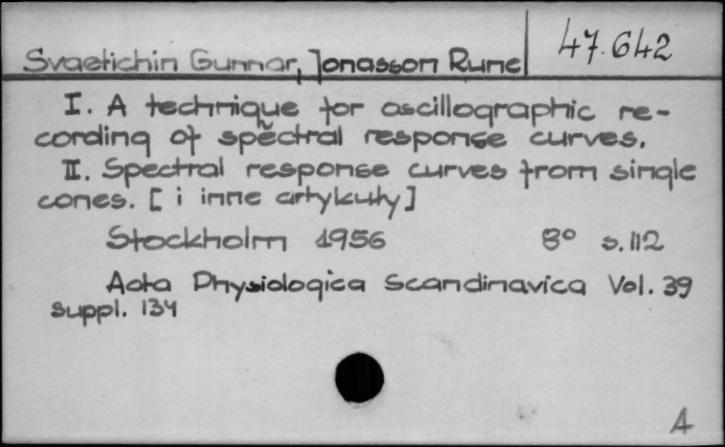 Svaetichin Gunnar, Jonasson Rune
47.642
I. A technique for oscillographic re-
cording of spectral response curves.
II. Spectral response curves from single
cones. [i inne artykuły]
Stockholm 1956 8° s. 112
Acta Physiologica Scandinavica Vol. 39
suppl. 134
A